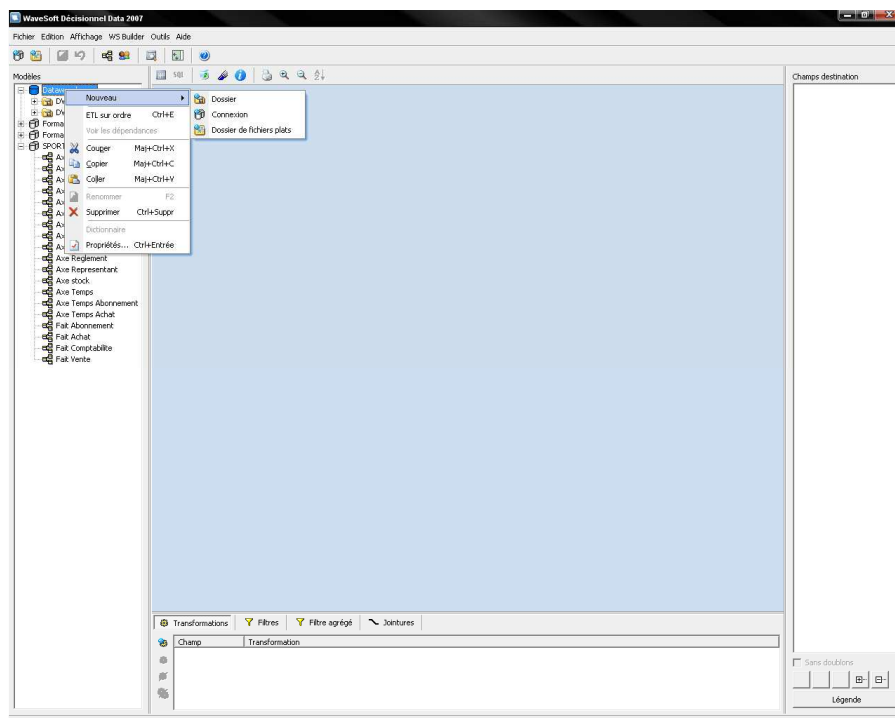 WaveSoft Décisionnel Data 2007
Fichier Edition Affichage WS Builder Outils Aide
Modèles
SQL
Champs destination
Nouveau
Dossier
ETL sur ordre Ctrl+E
Connexion
Voir les dépendances
Dossier de fichiers plats
Couper Maj+Ctrl+X
Copier Maj+Ctrl+C
Coller Maj+Ctrl+V
Renommer F2
Supprimer Ctrl+Suppr
Dictionnaire
Propriétés... Ctrl+Entrée
Axe Reglement
Axe Representant
Axe stock
Axe Temps
Axe Temps Abonnement
Axe Temps Achat
Fait Abonnement
Fait Achat
Fait Comptabilite
Fait Vente
Transformations Filtres Filtre agrégé Jointures
Champ Transformation
Sans doublons
Légende